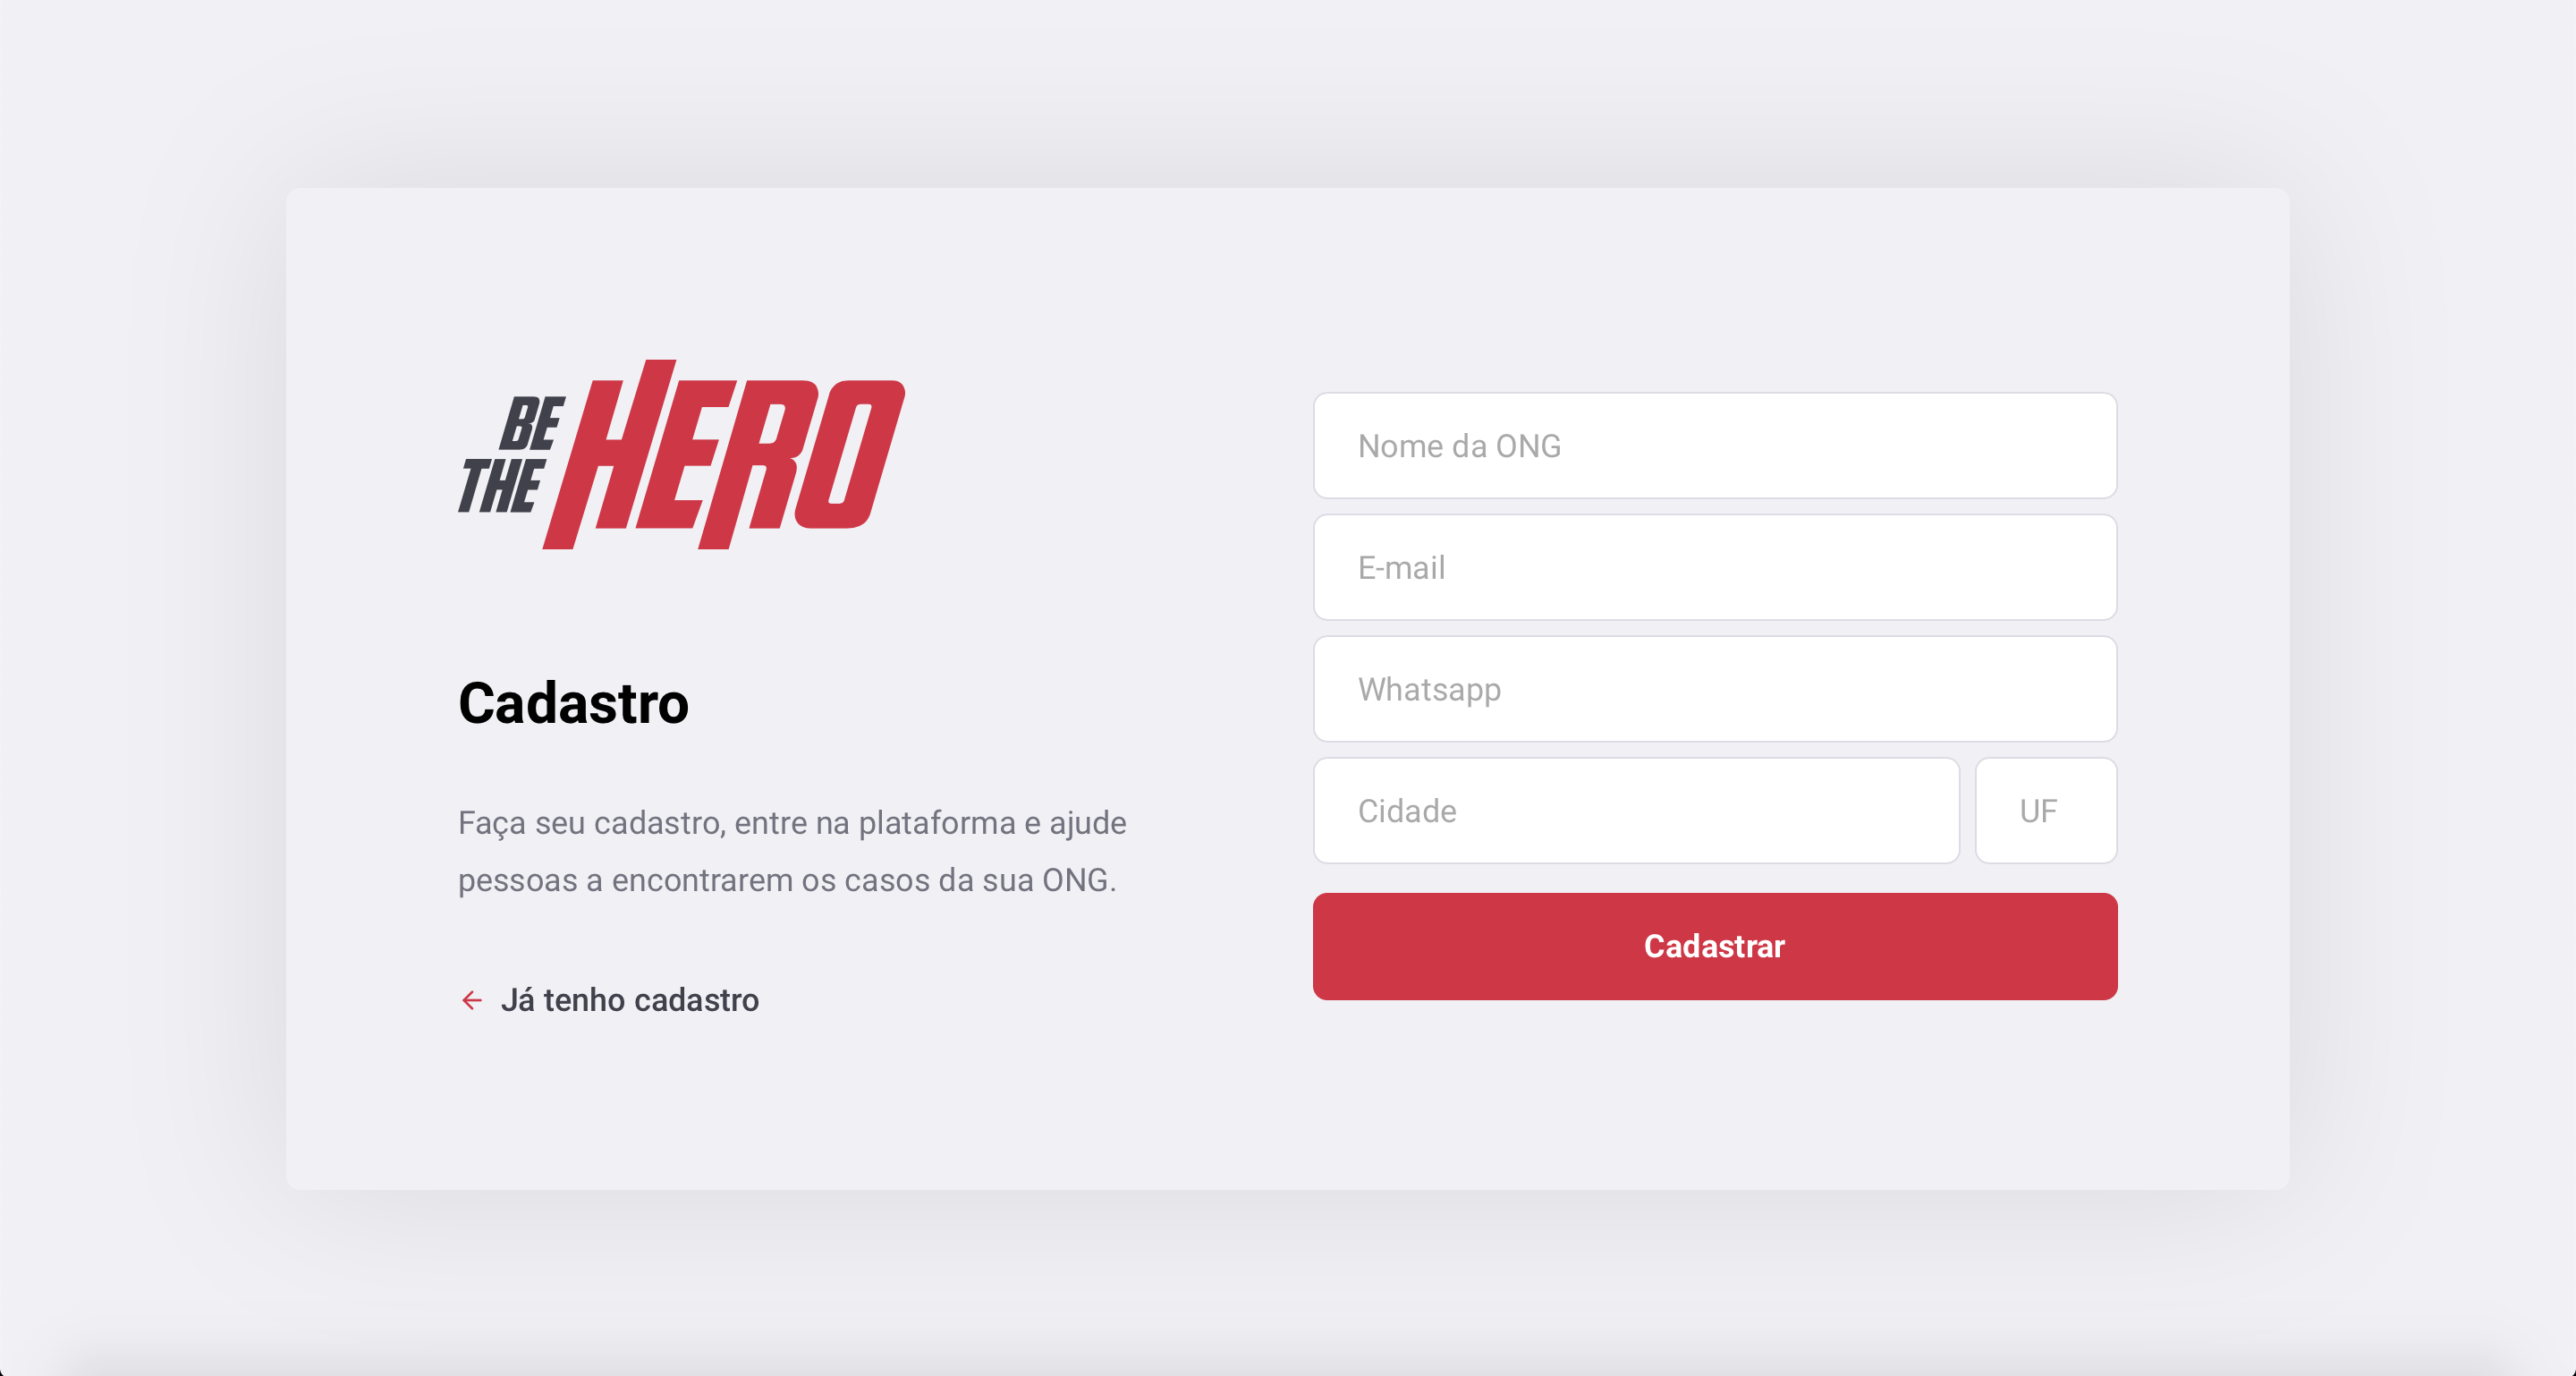 BE
THE
HERO
Cadastro
Faça seu cadastro, entre na plataforma e ajude
pessoas a encontrarem os casos da sua ONG.
Já tenho cadastro
Nome da ONG
E-mail
Whatsapp
Cidade
UF
Cadastrar